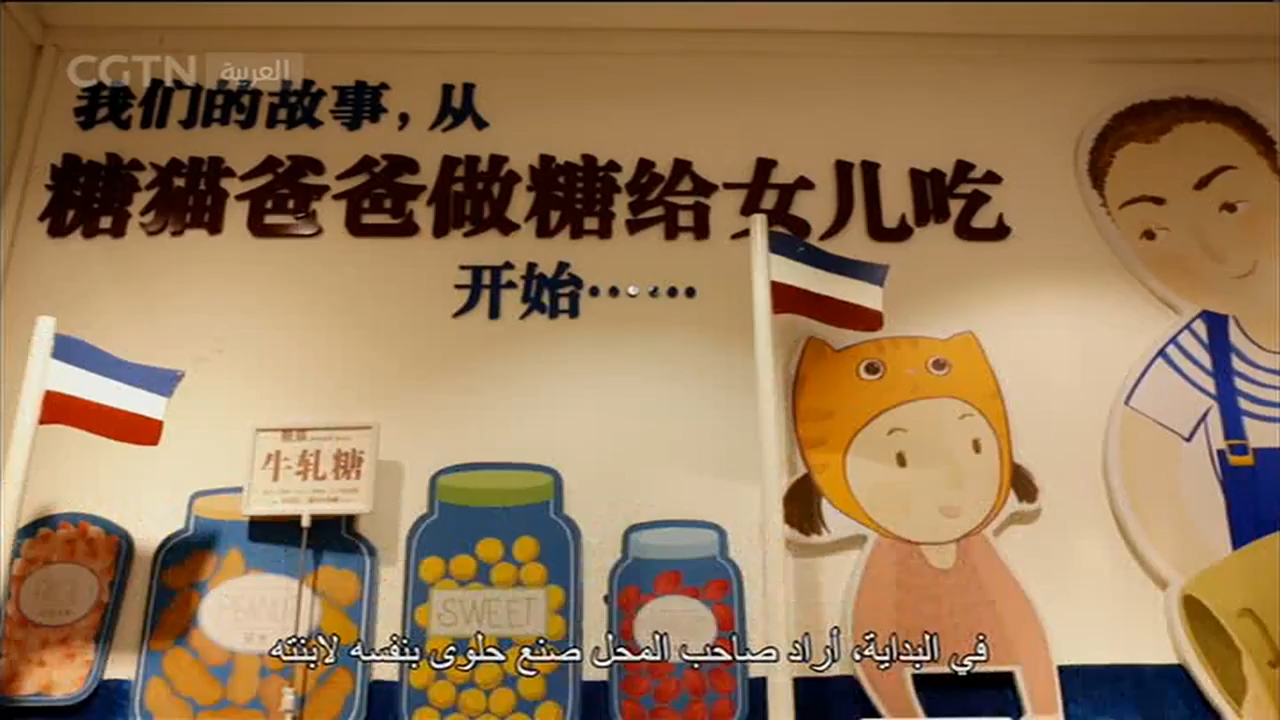 CGTN العربية
我们的故事,从
糖猫爸爸做糖给女儿吃
开始······
牛轧糖
PEANUT
SWEET
في البداية، أراد صاحب المحل صنع حلوى بنفسه لابنته